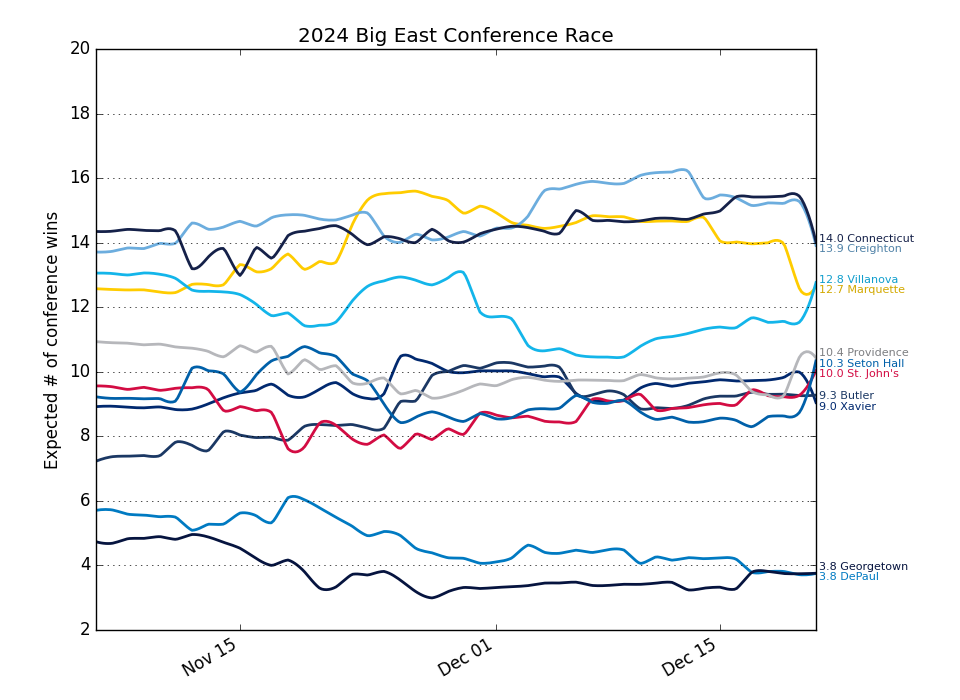 2024 Big East Conference Race
Expected # of conference wins
20
18
16
14
12
10
8
6
4
2
14.0 Connecticut
13.9 Creighton
12.8 Villanova
12.7 Marquette
10.4 Providence
10.3 Seton Hall
10.0 St. John's
9.3 Butler
9.0 Xavier
3.8 Georgetown
3.8 DePaul
Nov 15
Dec 01
Dec 15